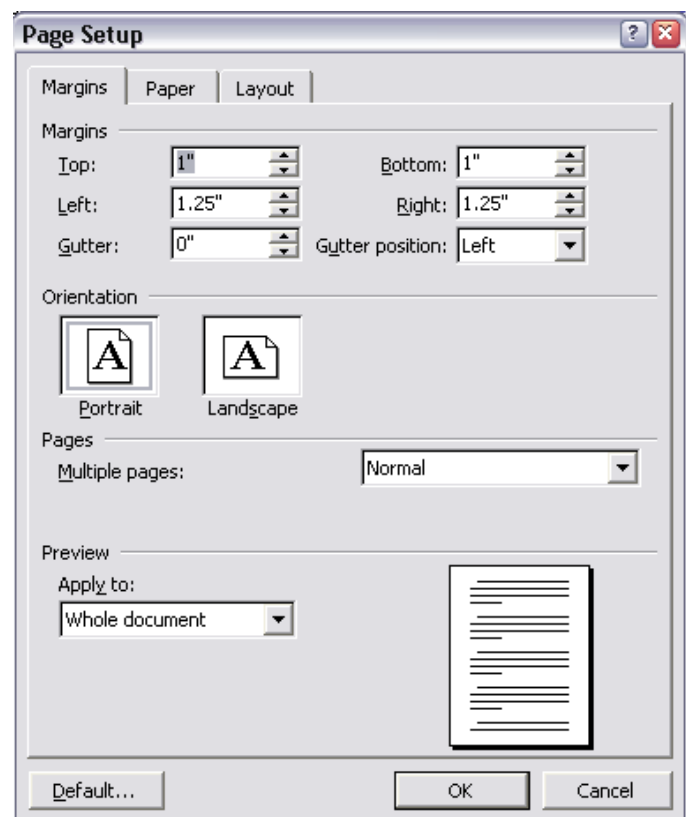 Page Setup
Margins Paper Layout
Margins
Top: 1" Bottom: 1"
Left: 1.25" Right: 1.25"
Gutter: 0" Gutter position: Left
Orientation
A A
Portrait Landscape
Pages
Multiple pages: Normal
Preview
Apply to:
Whole document
Default... OK Cancel